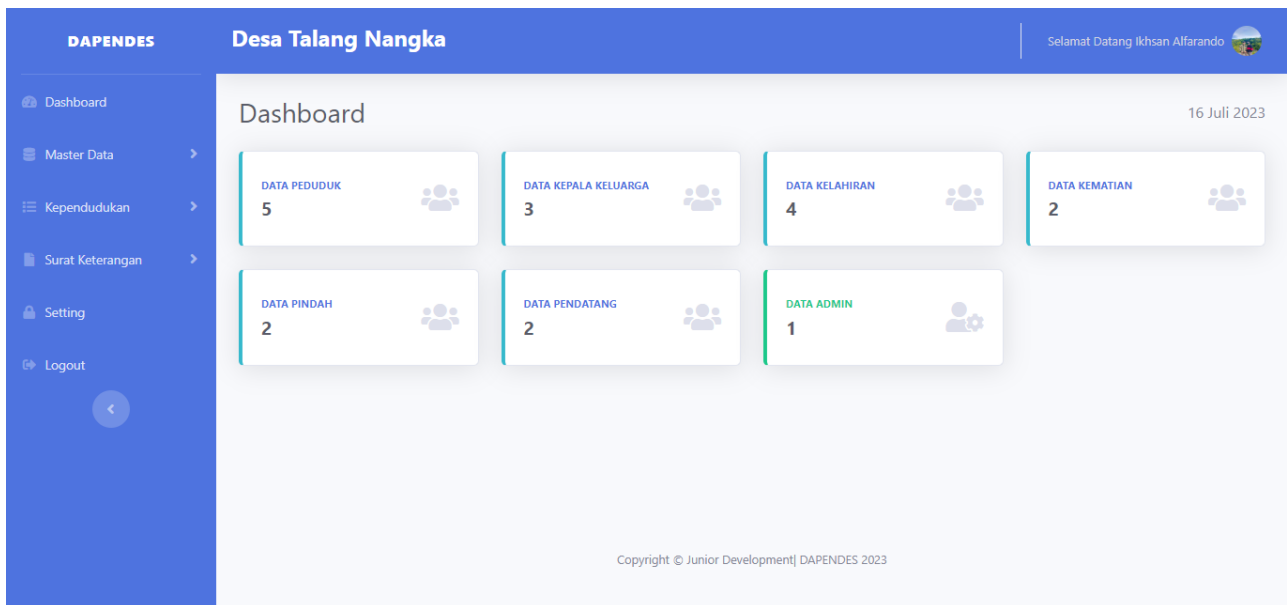 DAPENDES
Desa Talang Nangka
Selamat Datang Ikhsan Alfarando
Dashboard
Master Data
Kependudukan
Surat Keterangan
Setting
Logout
Dashboard
16 Juli 2023
DATA PEDUDUK
5
DATA KEPALA KELUARGA
3
DATA KELAHIRAN
4
DATA KEMATIAN
2
DATA PINDAH
2
DATA PENDATANG
2
DATA ADMIN
1
Copyright © Junior Development| DAPENDES 2023